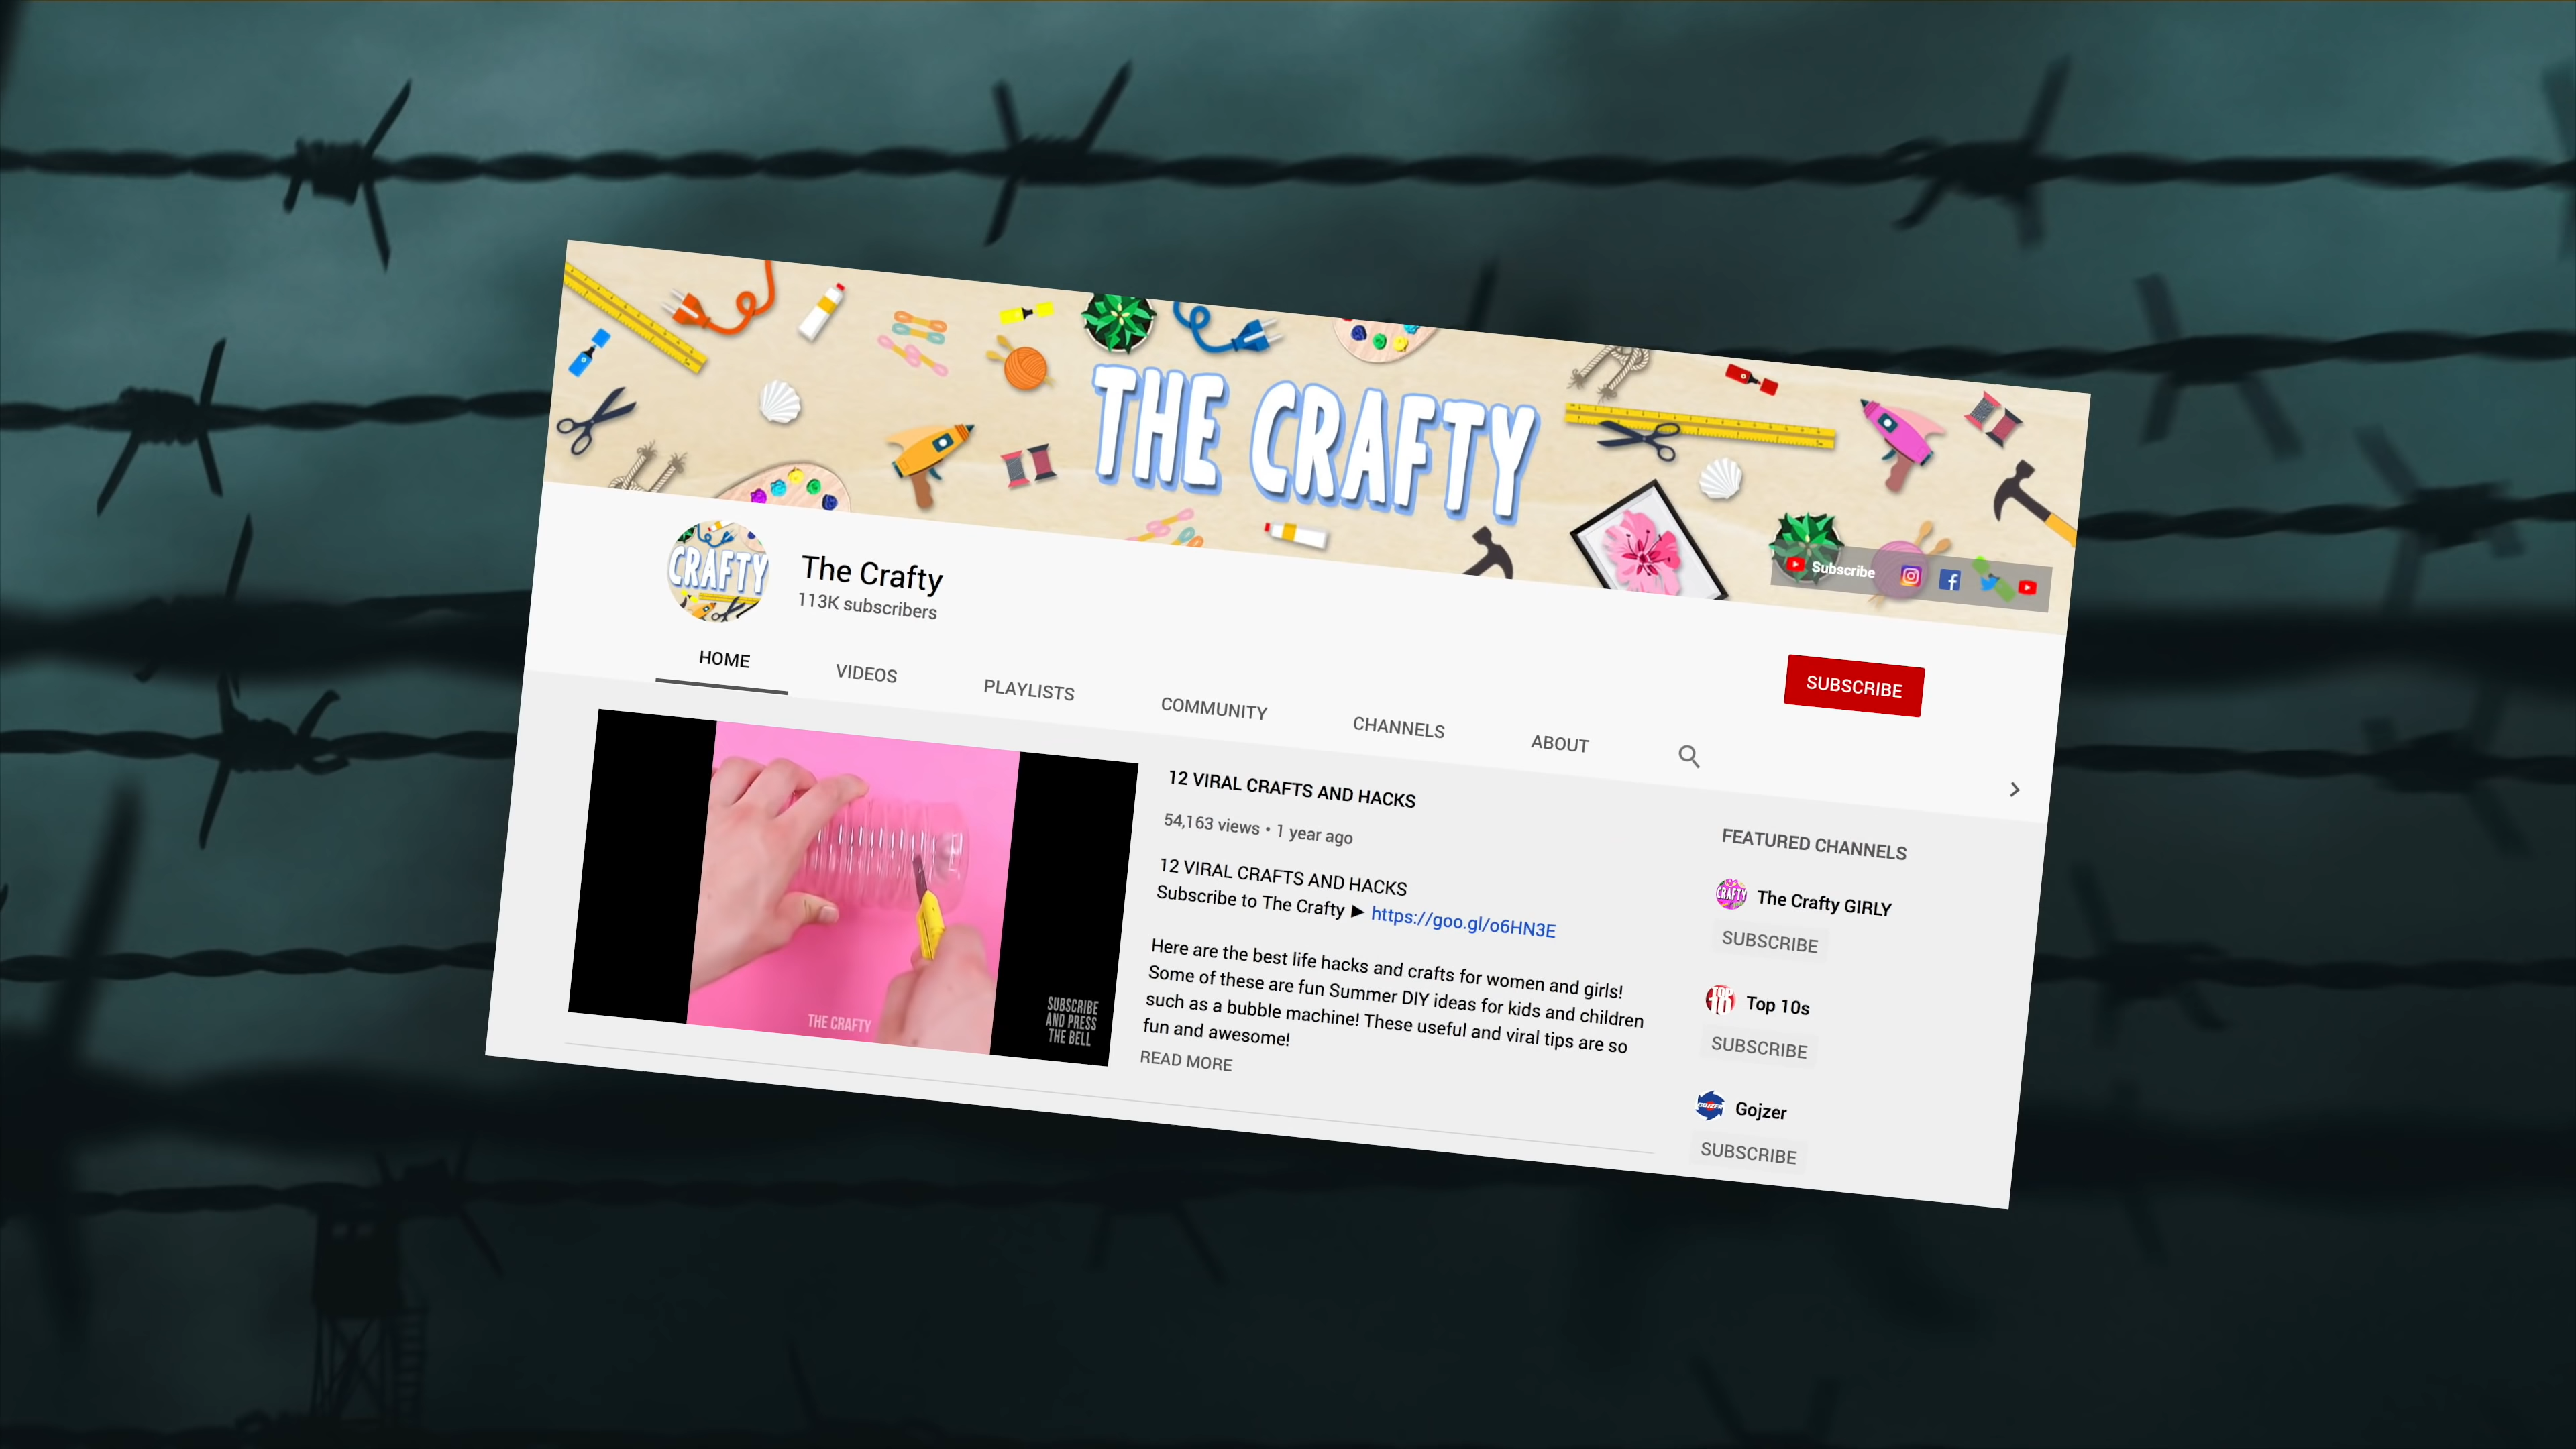 THE CRAFTY
Subscribe
CRAFTY
The Crafty
113K subscribers
SUBSCRIBE
HOME
VIDEOS
PLAYLISTS
COMMUNITY
CHANNELS
ABOUT
THE CRAFTY
SUBSCRIBE
AND PRESS
THE BELL
12 VIRAL CRAFTS AND HACKS
54,163 views • 1 year ago
12 VIRAL CRAFTS AND HACKS
Subscribe to The Crafty ► https://goo.gl/o6HN3E
Here are the best life hacks and crafts for women and girls!
Some of these are fun Summer DIY ideas for kids and children
such as a bubble machine! These useful and viral tips are so
fun and awesome!
READ MORE
FEATURED CHANNELS
CRAFTY
The Crafty GIRLY
SUBSCRIBE
TOP
10
Top 10s
SUBSCRIBE
GOJZER
Gojzer
SUBSCRIBE